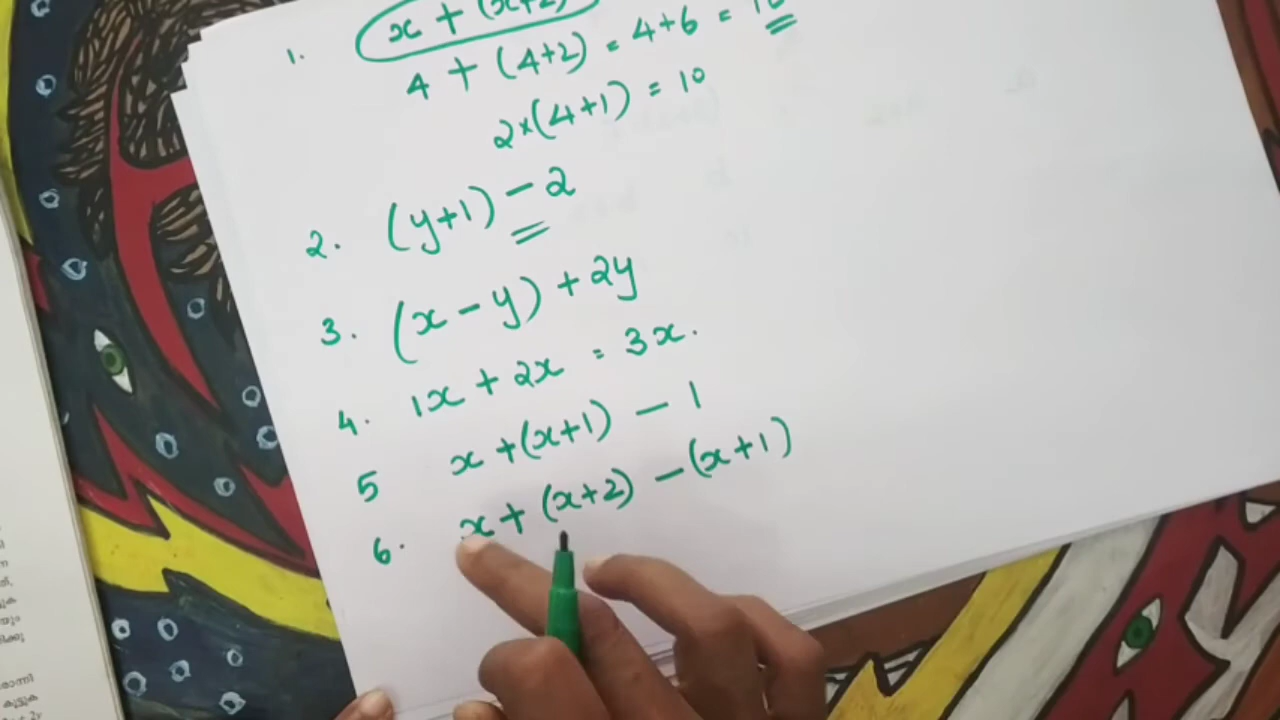 1. x + (x+2)
4 + (4+2) = 4+6 = 10
2×(4+1) = 10
2. (y+1) - 2
3. (x - y) + 2y
4. 1x + 2x = 3x.
5 x + (x+1) - 1
6. x + (x+2) - (x+1)